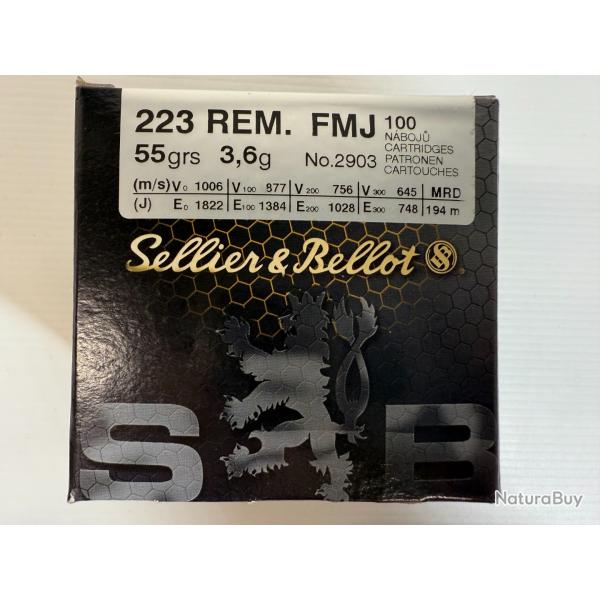 223 REM. FMJ 100
NÁBOJŮ
55grs 3,6g No.2903 CARTRIDGES
PATRONEN
CARTOUCHES
(m/s) V0 1006 V100 877 V200 756 V300 645 MRD
(J) E0 1822 E100 1384 E200 1028 E300 748 194 m
Sellier & Bellot SB ®
S B
NaturaBuy